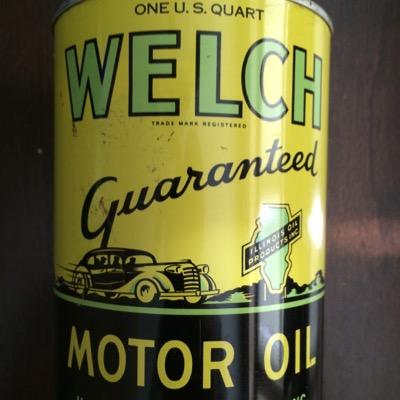 ONE U.S. QUART
WELCH
TRADE MARK REGISTERED
Guaranteed
ILLINOIS OIL
PRODUCTS INC.
MOTOR OIL